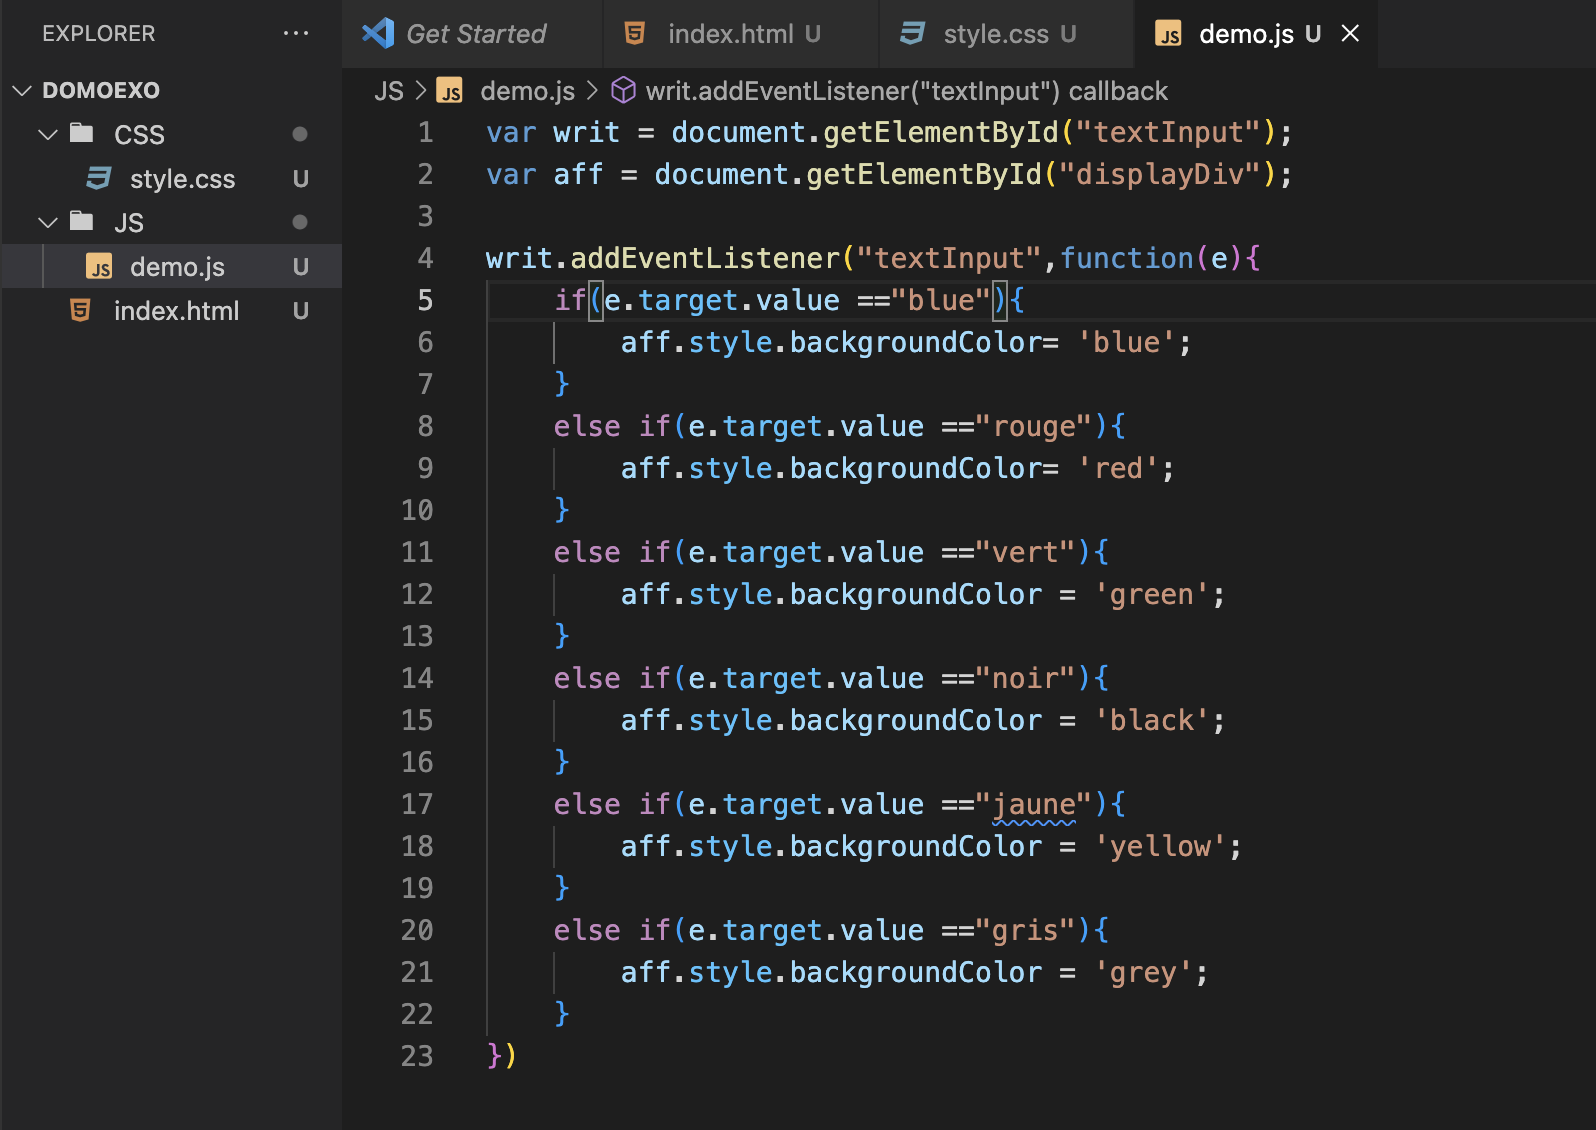 EXPLORER ...
DOMOEXO
CSS
style.css U
JS
demo.js U
index.html U
Get Started
index.html U
style.css U
demo.js U
JS > JS demo.js > writ.addEventListener("textInput") callback
1 var writ = document.getElementById("textInput");
2 var aff = document.getElementById("displayDiv");
3
4 writ.addEventListener("textInput",function(e){
5 if(e.target.value =="blue"){
6 aff.style.backgroundColor= 'blue';
7 }
8 else if(e.target.value =="rouge"){
9 aff.style.backgroundColor= 'red';
10 }
11 else if(e.target.value =="vert"){
12 aff.style.backgroundColor = 'green';
13 }
14 else if(e.target.value =="noir"){
15 aff.style.backgroundColor = 'black';
16 }
17 else if(e.target.value =="jaune"){
18 aff.style.backgroundColor = 'yellow';
19 }
20 else if(e.target.value =="gris"){
21 aff.style.backgroundColor = 'grey';
22 }
23 })